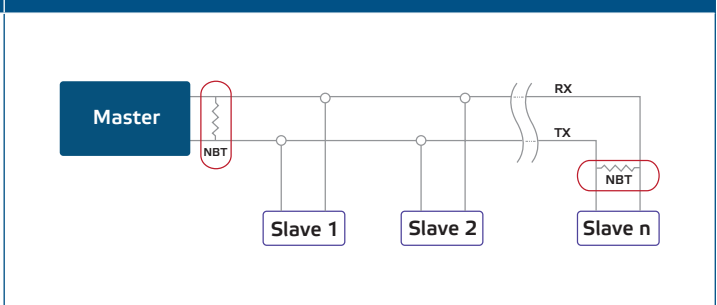 RX
Master
TX
NBT
NBT
Slave 1
Slave 2
Slave n